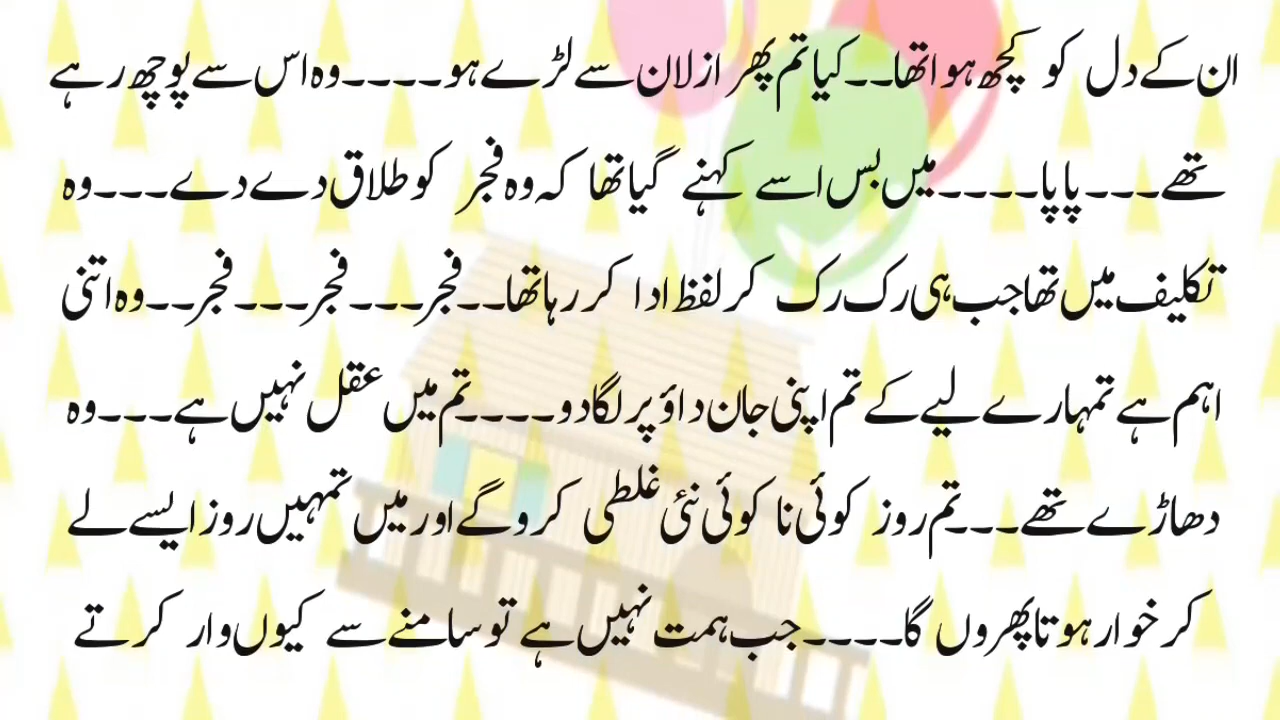 ان کے دل کو کچھ ہوا تھا۔۔کیا تم پھر ازلان سے لڑے ہو۔۔۔۔وہ اس سے پوچھ رہے
تھے۔۔۔پاپا۔۔۔۔میں بس اسے کہنے گیا تھا کہ وہ فجر کو طلاق دے دے۔۔۔وہ
تکلیف میں تھا جب ہی رک رک کر لفظ ادا کر رہا تھا۔۔فجر۔۔۔فجر۔۔۔فجر۔۔وہ اتنی
اہم ہے تمہارے لیے کے تم اپنی جان داؤ پر لگا دو۔۔۔۔تم میں عقل نہیں ہے۔۔۔وہ
دھاڑے تھے۔۔۔تم روز کوئی نا کوئی نئی غلطی کرو گے اور میں تمہیں روز ایسے لے
کر خوار ہوتا پھروں گا۔۔۔۔جب ہمت نہیں ہے تو سامنے سے کیوں وار کرتے